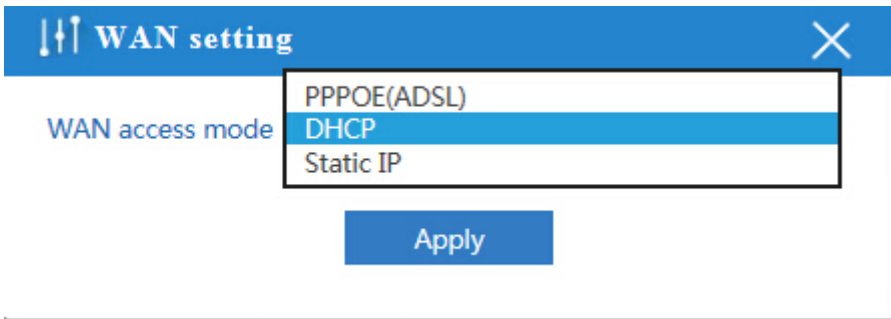 WAN setting
PPPOE(ADSL)
WAN access mode DHCP
Static IP
Apply